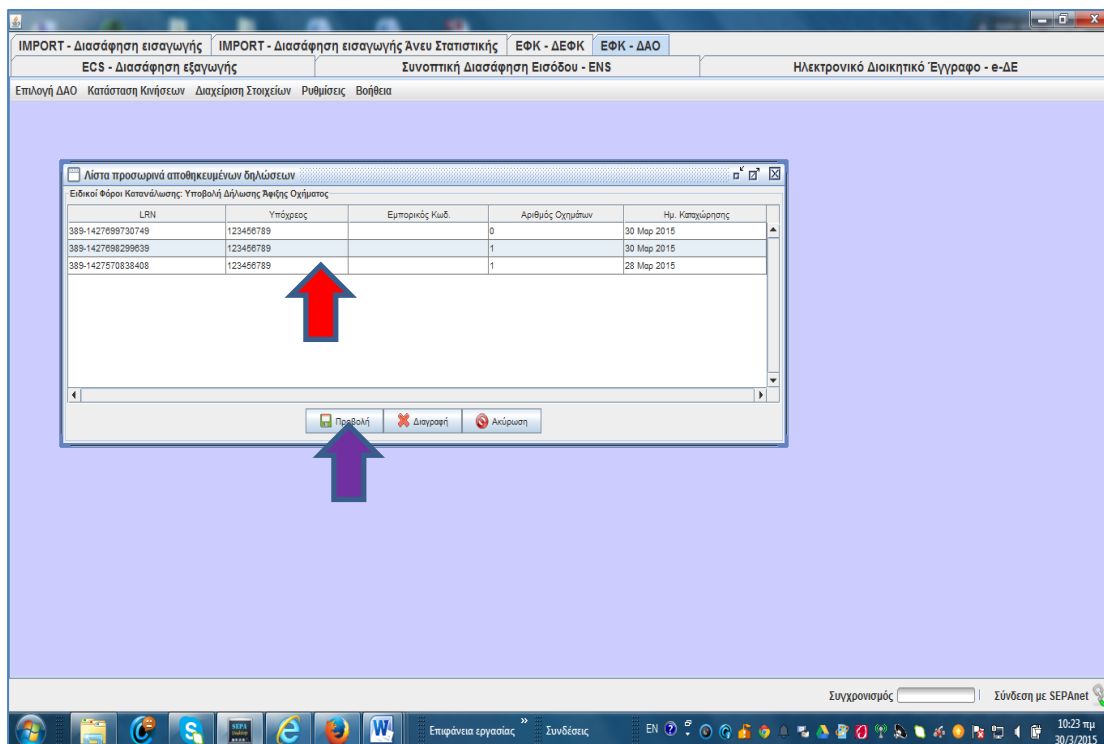 IMPORT - Διασάφηση εισαγωγής IMPORT - Διασάφηση εισαγωγής Άνευ Στατιστικής ΕΦΚ - ΔΕΦΚ ΕΦΚ - ΔΑΟ
ECS - Διασάφηση εξαγωγής Συνοπτική Διασάφηση Εισόδου - ENS Ηλεκτρονικό Διοικητικό Έγγραφο - e-ΔΕ
Επιλογή ΔΑΟ Κατάσταση Κινήσεων Διαχείριση Στοιχείων Ρυθμίσεις Βοήθεια
Λίστα προσωρινά αποθηκευμένων δηλώσεων
Ειδικοί Φόροι Κατανάλωσης: Υποβολή Δήλωσης Άφιξης Οχήματος
LRN Υπόχρεος Εμπορικός Κωδ. Αριθμός Οχημάτων Ημ. Καταχώρησης
389-1427699730749 123456789 0 30 Μαρ 2015
389-1427698299639 123456789 1 30 Μαρ 2015
389-1427570838408 123456789 1 28 Μαρ 2015
Προβολή Διαγραφή Ακύρωση
Συγχρονισμός Σύνδεση με SEPAnet
SEPA
Επιφάνεια εργασίας » Συνδέσεις EN 10:23 πμ
30/3/2015